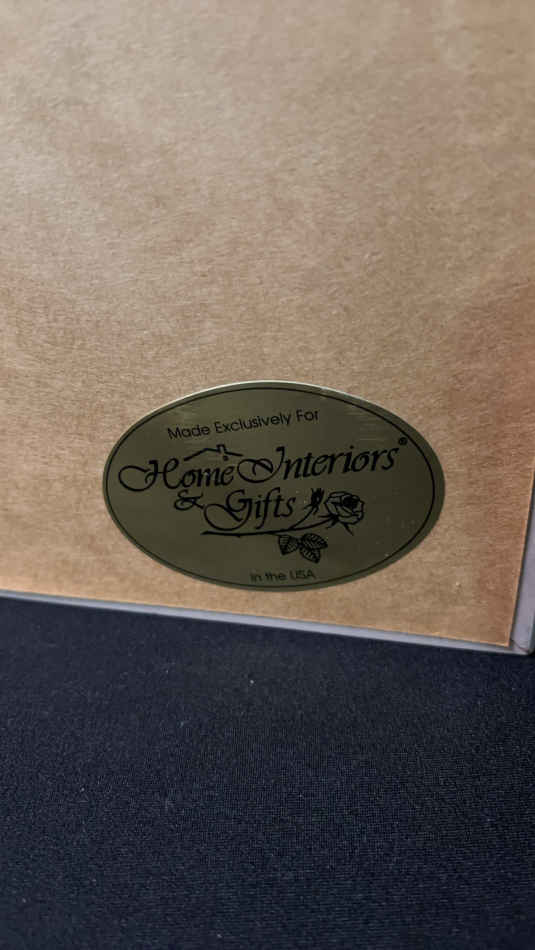 Made Exclusively For
Home Interiors®
& Gifts
In the USA